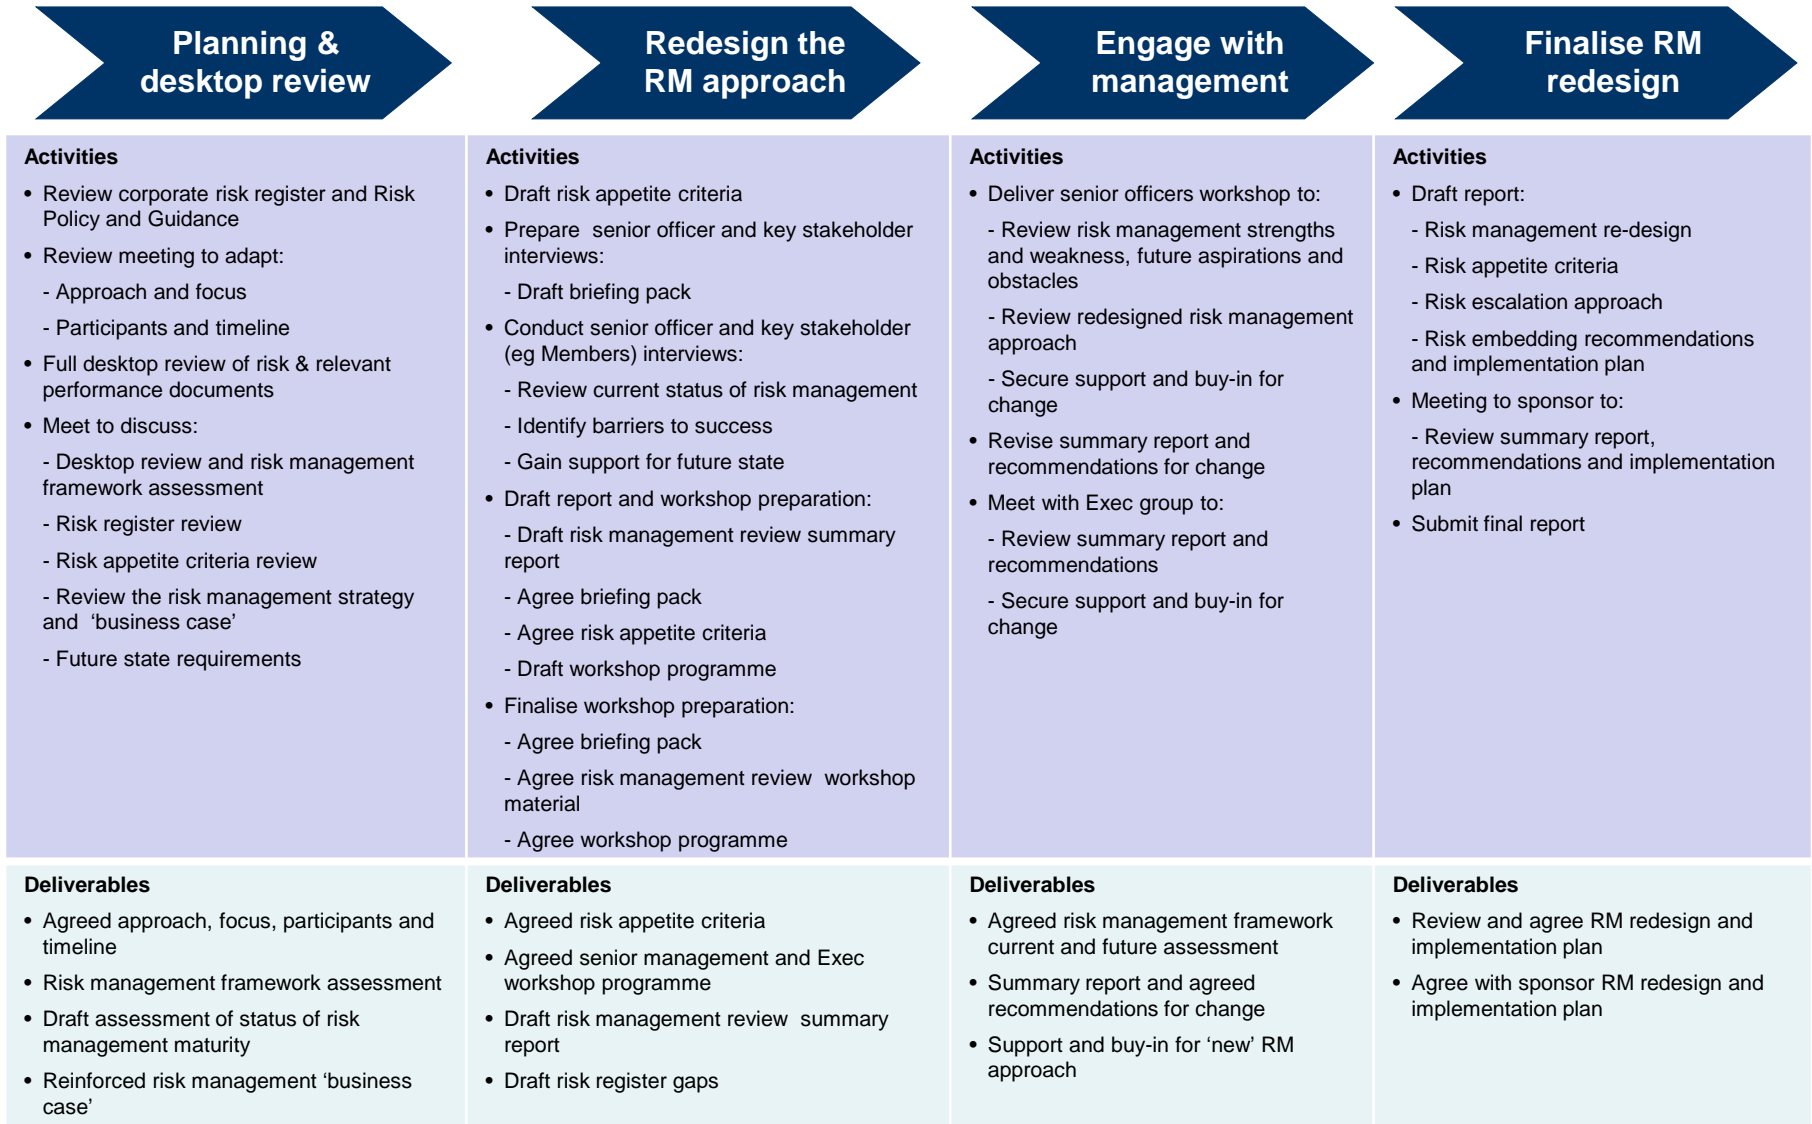 Planning &
desktop review
Redesign the
RM approach
Engage with
management
Finalise RM
redesign
Activities
• Review corporate risk register and Risk
Policy and Guidance
• Review meeting to adapt:
- Approach and focus
- Participants and timeline
• Full desktop review of risk & relevant
performance documents
• Meet to discuss:
- Desktop review and risk management
framework assessment
- Risk register review
- Risk appetite criteria review
- Review the risk management strategy
and ‘business case’
- Future state requirements
Activities
• Draft risk appetite criteria
• Prepare senior officer and key stakeholder
interviews:
- Draft briefing pack
• Conduct senior officer and key stakeholder
(eg Members) interviews:
- Review current status of risk management
- Identify barriers to success
- Gain support for future state
• Draft report and workshop preparation:
- Draft risk management review summary
report
- Agree briefing pack
- Agree risk appetite criteria
- Draft workshop programme
• Finalise workshop preparation:
- Agree briefing pack
- Agree risk management review workshop
material
- Agree workshop programme
Activities
• Deliver senior officers workshop to:
- Review risk management strengths
and weakness, future aspirations and
obstacles
- Review redesigned risk management
approach
- Secure support and buy-in for
change
• Revise summary report and
recommendations for change
• Meet with Exec group to:
- Review summary report and
recommendations
- Secure support and buy-in for
change
Activities
• Draft report:
- Risk management re-design
- Risk appetite criteria
- Risk escalation approach
- Risk embedding recommendations
and implementation plan
• Meeting to sponsor to:
- Review summary report,
recommendations and implementation
plan
• Submit final report
Deliverables
• Agreed approach, focus, participants and
timeline
• Risk management framework assessment
• Draft assessment of status of risk
management maturity
• Reinforced risk management ‘business
case’
Deliverables
• Agreed risk appetite criteria
• Agreed senior management and Exec
workshop programme
• Draft risk management review summary
report
• Draft risk register gaps
Deliverables
• Agreed risk management framework
current and future assessment
• Summary report and agreed
recommendations for change
• Support and buy-in for ‘new’ RM
approach
Deliverables
• Review and agree RM redesign and
implementation plan
• Agree with sponsor RM redesign and
implementation plan